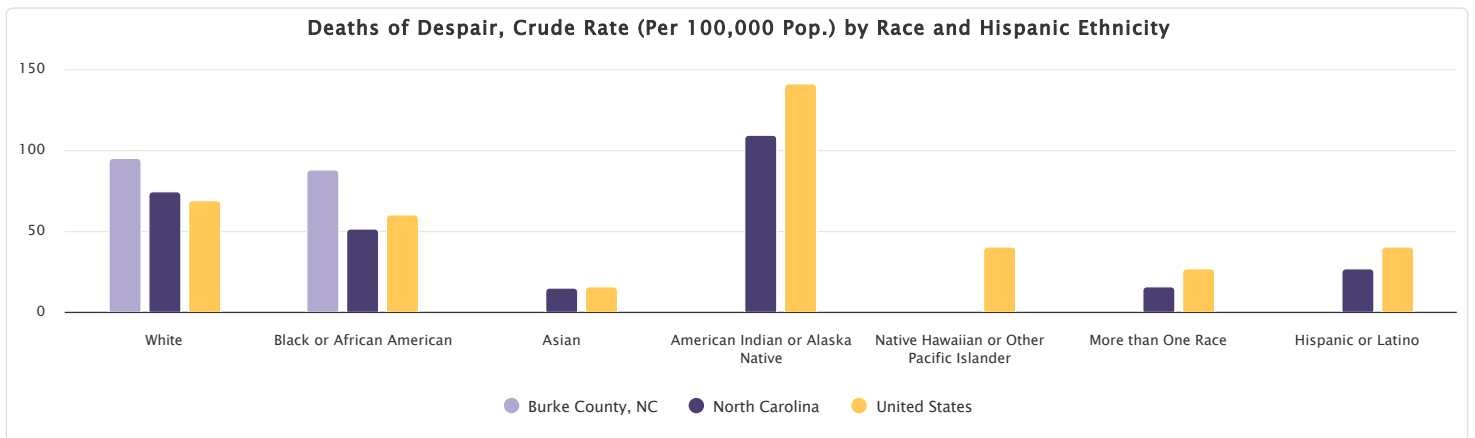 Deaths of Despair, Crude Rate (Per 100,000 Pop.) by Race and Hispanic Ethnicity
150
100
50
0
White
Black or African American
Asian
American Indian or Alaska
Native
Native Hawaiian or Other
Pacific Islander
More than One Race
Hispanic or Latino
Burke County, NC
North Carolina
United States